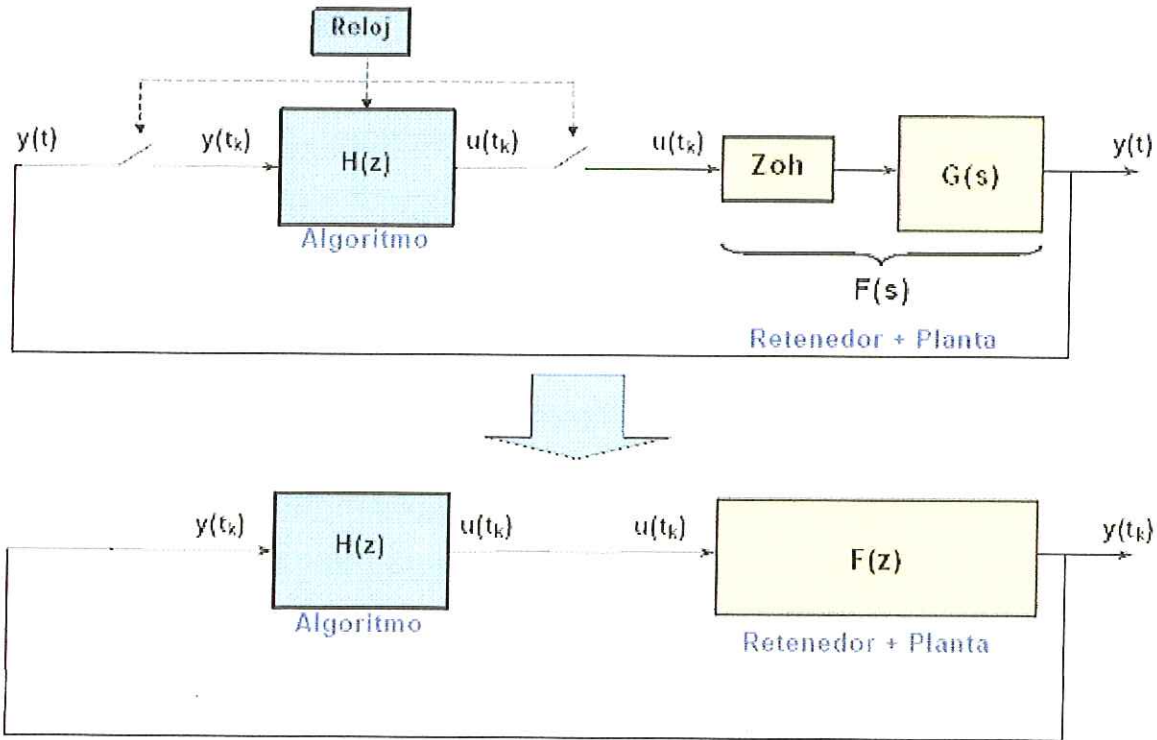 Reloj
y(t)
y(tk)
H(z)
u(tk)
u(tk)
Zoh
G(s)
y(t)
Algoritmo
F(s)
Retenedor + Planta
y(tk)
H(z)
u(tk)
u(tk)
F(z)
y(tk)
Algoritmo
Retenedor + Planta